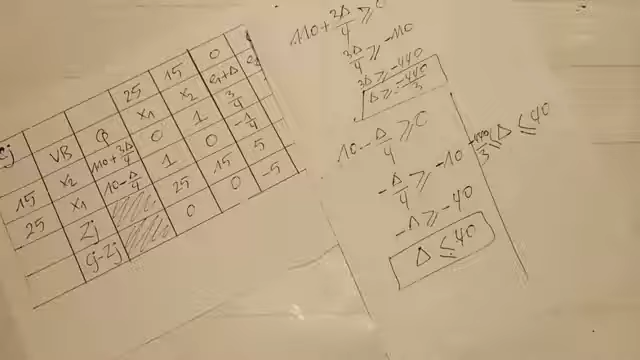 25 15 0
Cj VB Q x1 x2 e1+Δ e2
15 x2 110+3Δ/4 0 1 3/4
25 x1 10-Δ/4 1 0 -1/4
Zj 25 15 5
Cj-Zj 0 0 -5
110+3Δ/4 ≥ 0
3Δ/4 ≥ -110
3Δ ≥ -440
Δ ≥ -440/3
10-Δ/4 ≥ 0
-Δ/4 ≥ -10
-Δ ≥ -40
Δ ≤ 40
-440/3 ≤ Δ ≤ 40